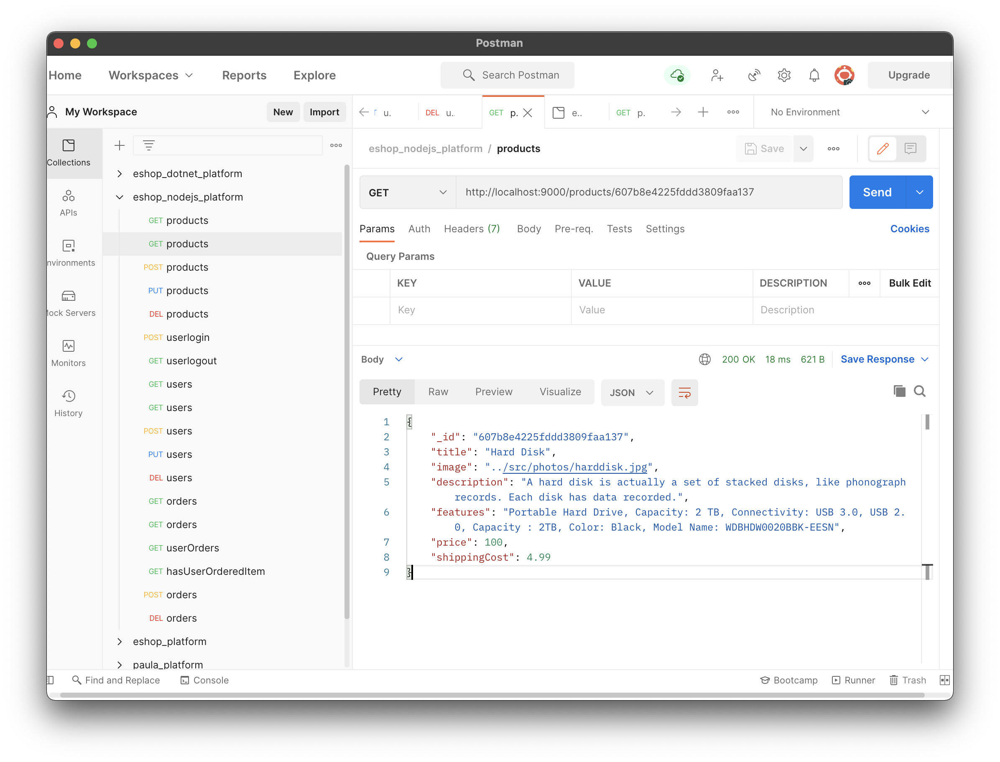 Postman
Home Workspaces Reports Explore Search Postman Upgrade
My Workspace New Import
u. DEL u.. GET p. e.. GET p. No Environment
Collections
APIs
nvironments
ock Servers
Monitors
History
eshop_dotnet_platform
eshop_nodejs_platform
GET products
GET products
POST products
PUT products
DEL products
POST userlogin
GET userlogout
GET users
GET users
POST users
PUT users
DEL users
GET orders
GET orders
GET userOrders
GET hasUserOrderedItem
POST orders
DEL orders
eshop_platform
paula_platform
eshop_nodejs_platform / products Save
GET http://localhost:9000/products/607b8e4225fddd3809faa137 Send
Params Auth Headers (7) Body Pre-req. Tests Settings Cookies
Query Params
KEY VALUE DESCRIPTION Bulk Edit
Key Value Description
Body 200 OK 18 ms 621 B Save Response
Pretty Raw Preview Visualize JSON
1 {
2 "_id": "607b8e4225fddd3809faa137",
3 "title": "Hard Disk",
4 "image": "../src/photos/harddisk.jpg",
5 "description": "A hard disk is actually a set of stacked disks, like phonograph
records. Each disk has data recorded.",
6 "features": "Portable Hard Drive, Capacity: 2 TB, Connectivity: USB 3.0, USB 2.
0, Capacity : 2TB, Color: Black, Model Name: WDBHDW0020BBK-EESN",
7 "price": 100,
8 "shippingCost": 4.99
9 }
Find and Replace Console Bootcamp Runner Trash